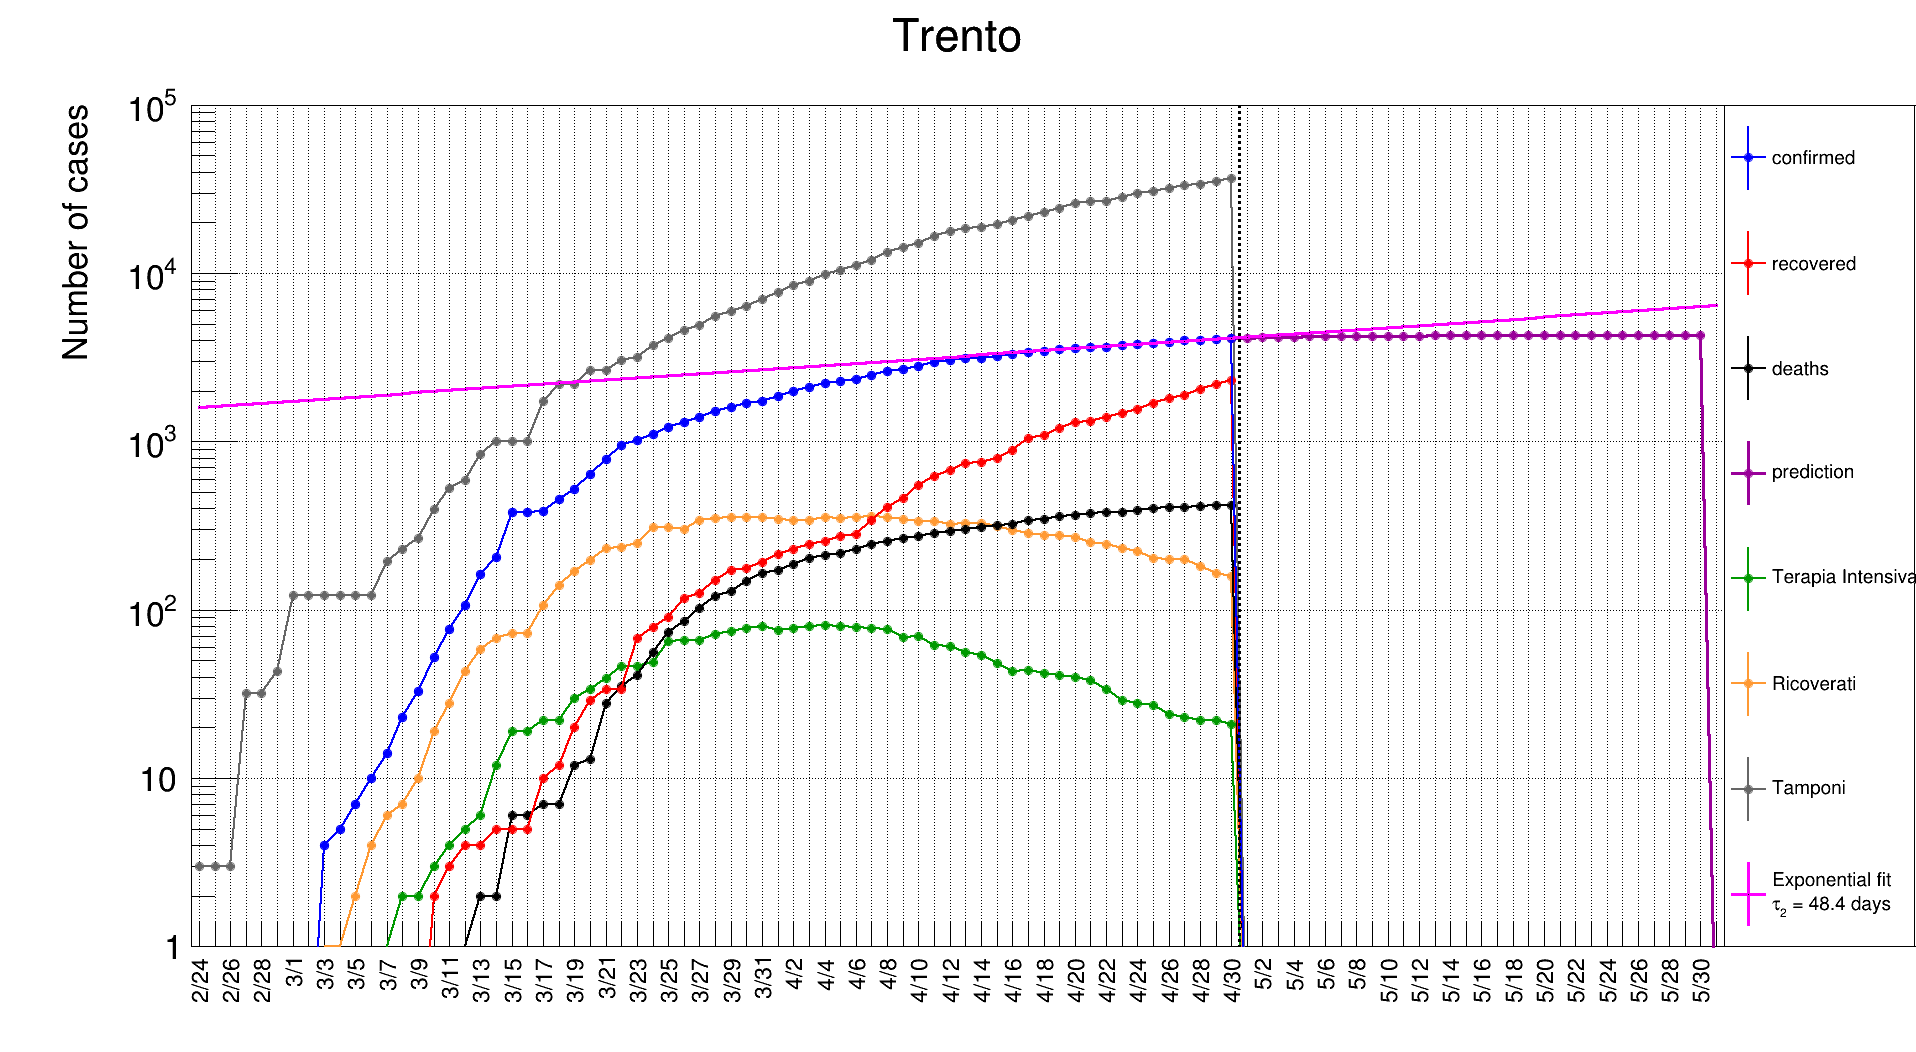 Trento
Number of cases
10^5
10^4
10^3
10^2
10
1
2/24 2/26 2/28 3/1 3/3 3/5 3/7 3/9 3/11 3/13 3/15 3/17 3/19 3/21 3/23 3/25 3/27 3/29 3/31 4/2 4/4 4/6 4/8 4/10 4/12 4/14 4/16 4/18 4/20 4/22 4/24 4/26 4/28 4/30 5/2 5/4 5/6 5/8 5/10 5/12 5/14 5/16 5/18 5/20 5/22 5/24 5/26 5/28 5/30
confirmed
recovered
deaths
prediction
Terapia Intensiva
Ricoverati
Tamponi
Exponential fit
τ₂ = 48.4 days